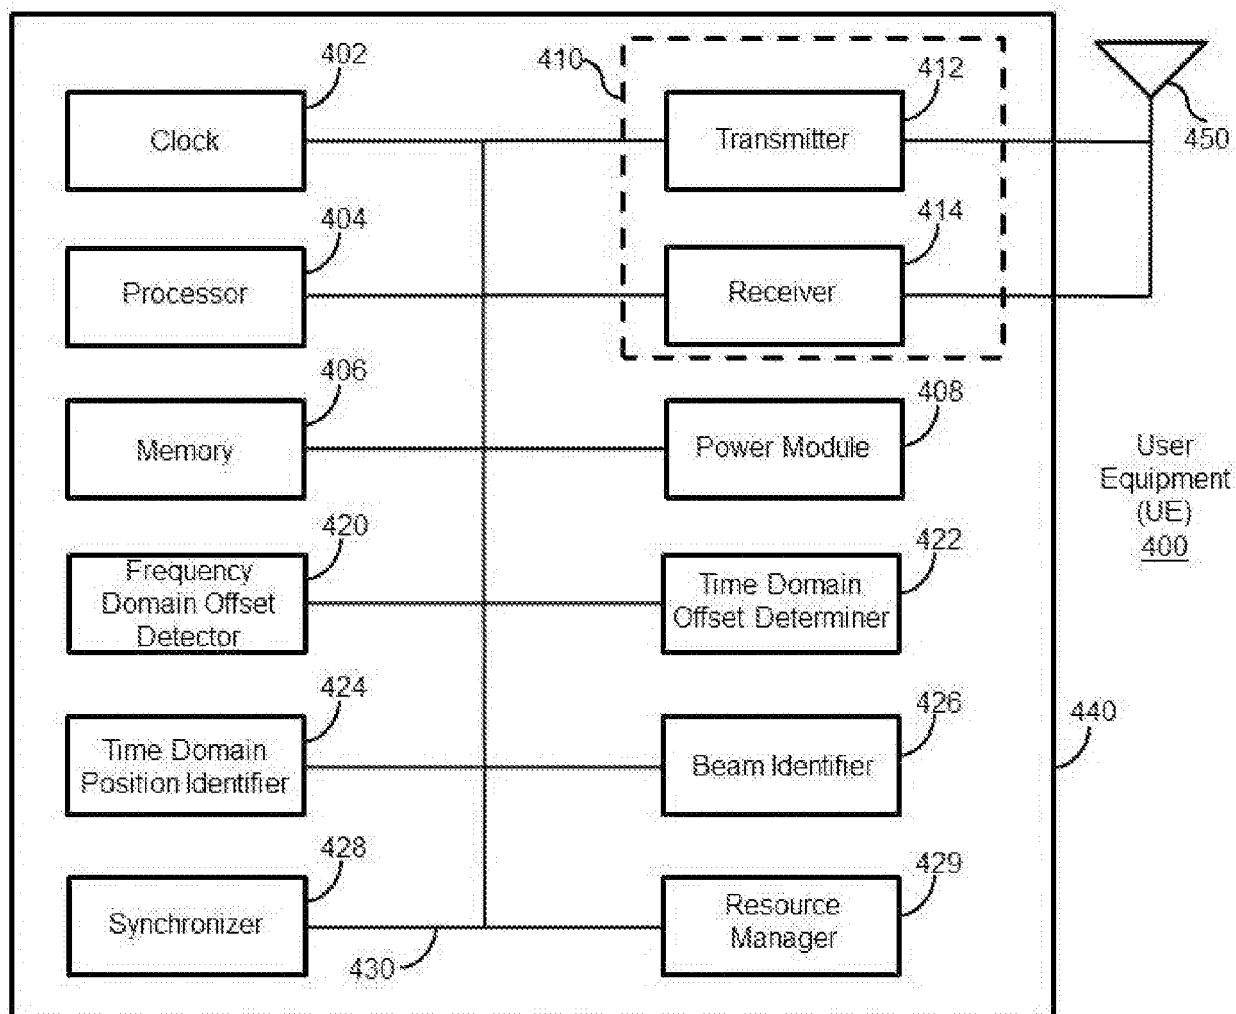 402
410
412
Clock
Transmitter
450
404
414
Processor
Receiver
406
408
Memory
Power Module
User
Equipment
(UE)
400
420
422
Frequency
Domain Offset
Detector
Time Domain
Offset Determiner
424
426
440
Time Domain
Position Identifier
Beam Identifier
428
429
Synchronizer
Resource
Manager
430